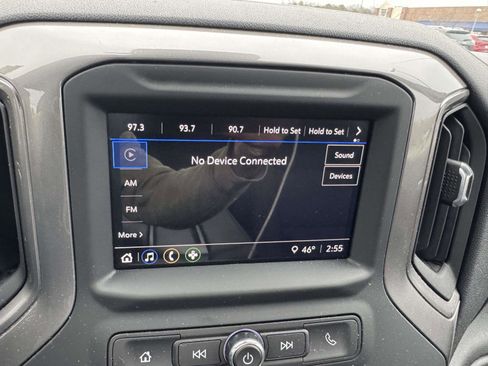 97.3 93.7 90.7 Hold to Set Hold to Set
No Device Connected
Sound
AM
Devices
FM
More
46° 2:55